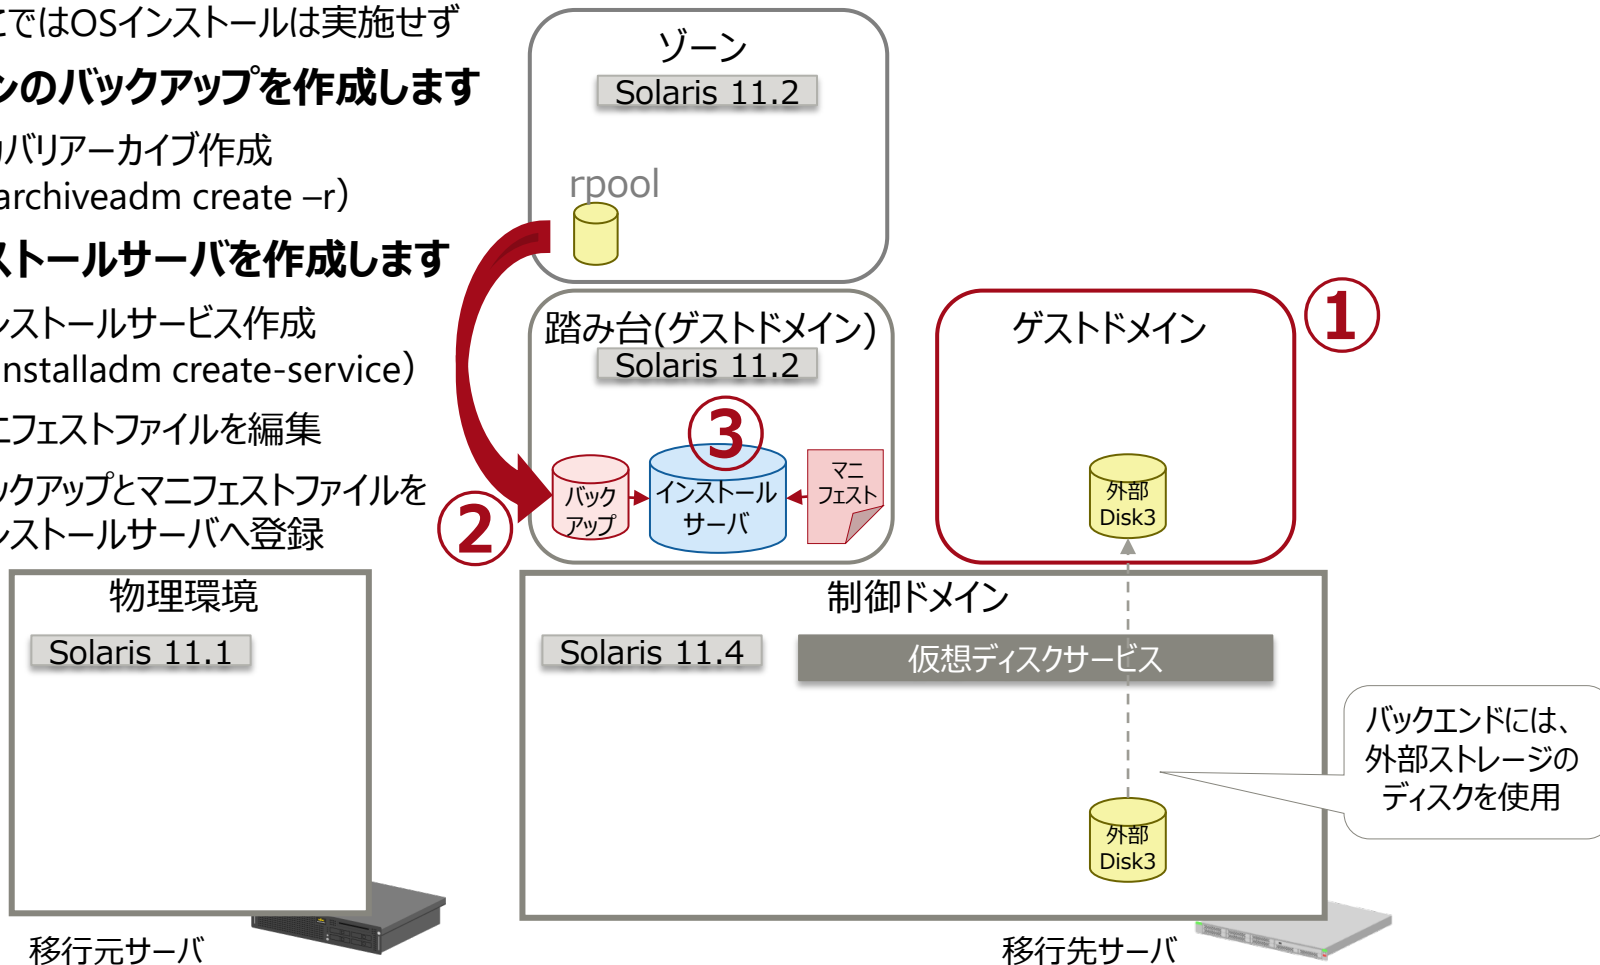 ではOSインストールは実施せず
ンのバックアップを作成します
バリアーカイブ作成
archiveadm create –r）
ストールサーバを作成します
ンストールサービス作成
installadm create-service）
ニフェストファイルを編集
ックアップとマニフェストファイルを
ンストールサーバへ登録
ゾーン
Solaris 11.2
rpool
踏み台(ゲストドメイン)
Solaris 11.2
③
バック
アップ
インストール
サーバ
マニ
フェスト
②
ゲストドメイン
①
外部
Disk3
物理環境
Solaris 11.1
移行元サーバ
制御ドメイン
Solaris 11.4
仮想ディスクサービス
外部
Disk3
バックエンドには、
外部ストレージの
ディスクを使用
移行先サーバ